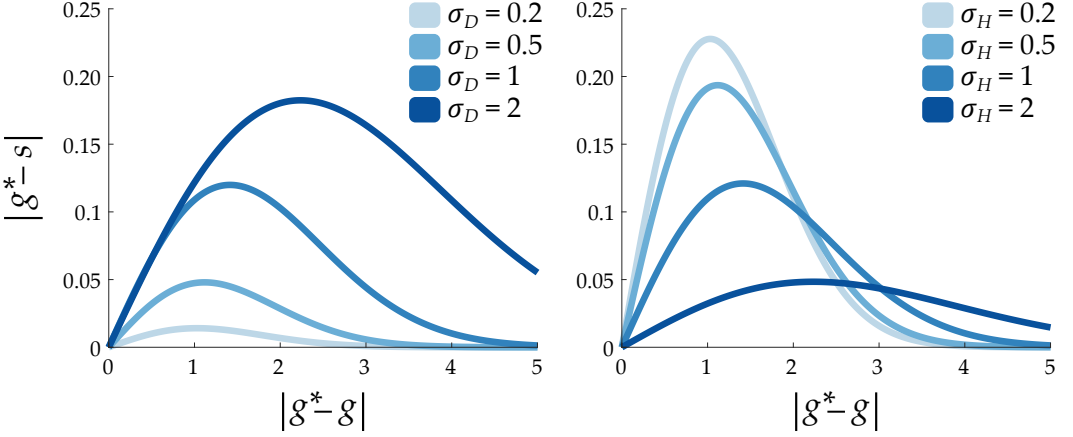 0.25
0.20
0.15
0.1
0.05
0
0 1 2 3 4 5
|g* − s|
|g* − g|
σD = 0.2
σD = 0.5
σD = 1
σD = 2
0.25
0.20
0.15
0.1
0.05
0
0 1 2 3 4 5
|g* − g|
σH = 0.2
σH = 0.5
σH = 1
σH = 2